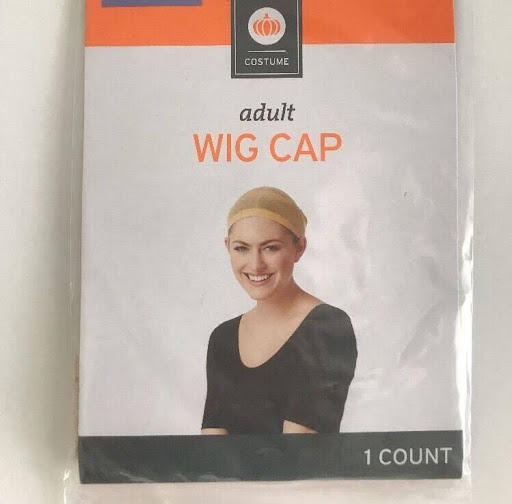 COSTUME
adult
WIG CAP
1 COUNT